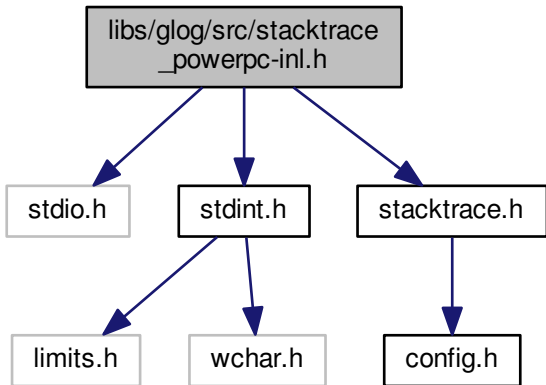 libs/glog/src/stacktrace
_powerpc-inl.h
stdio.h
stdint.h
stacktrace.h
limits.h
wchar.h
config.h